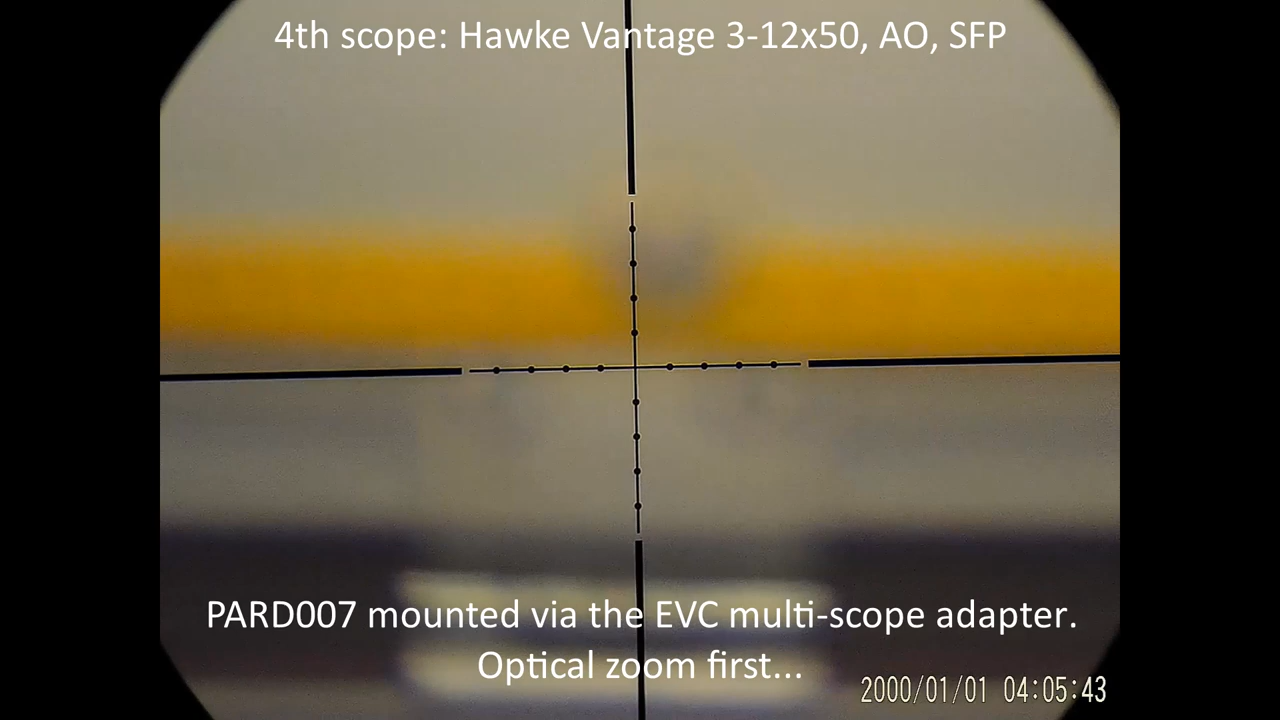 4th scope: Hawke Vantage 3-12x50, AO, SFP
PARD007 mounted via the EVC multi-scope adapter.
Optical zoom first...
2000/01/01 04:05:43